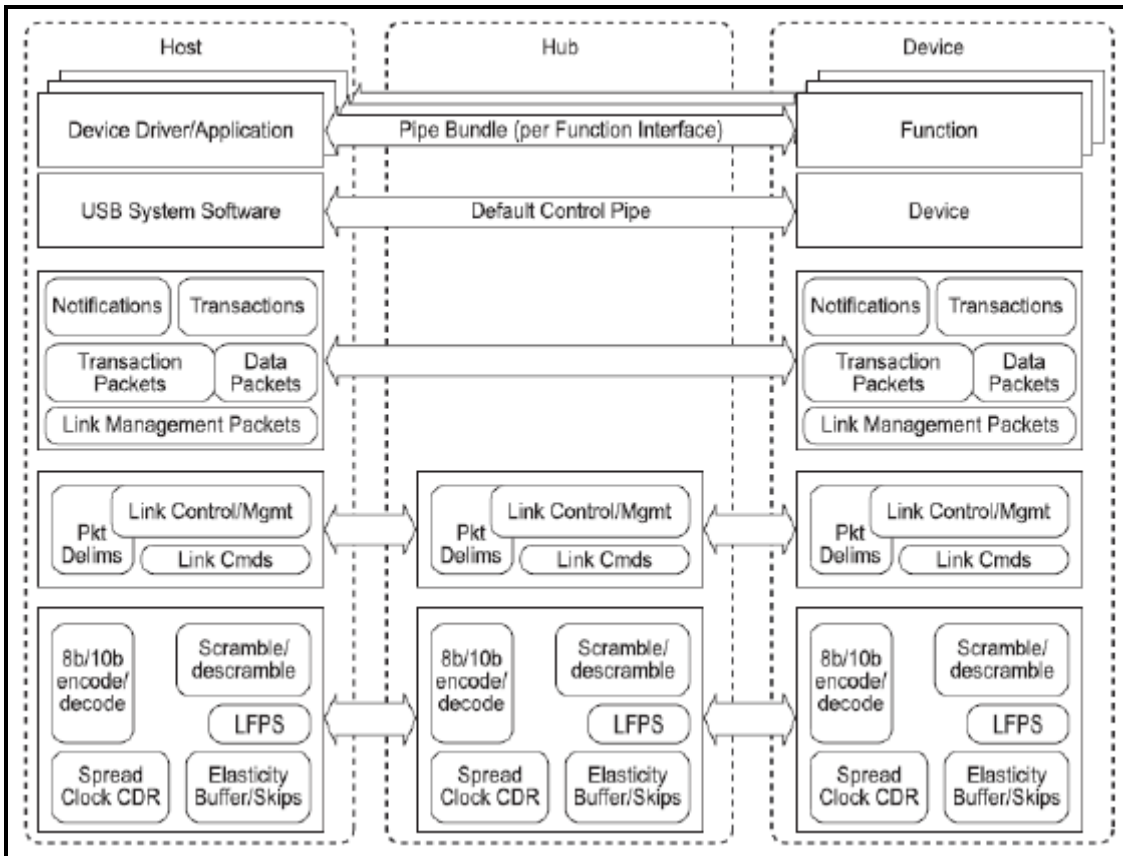 Host
Hub
Device
Device Driver/Application
Pipe Bundle (per Function Interface)
Function
USB System Software
Default Control Pipe
Device
Notifications
Transactions
Transaction
Packets
Data
Packets
Link Management Packets
Notifications
Transactions
Transaction
Packets
Data
Packets
Link Management Packets
Pkt
Delims
Link Control/Mgmt
Link Cmds
Pkt
Delims
Link Control/Mgmt
Link Cmds
Pkt
Delims
Link Control/Mgmt
Link Cmds
8b/10b
encode/
decode
Scramble/
descramble
LFPS
Spread
Clock CDR
Elasticity
Buffer/Skips
8b/10b
encode/
decode
Scramble/
descramble
LFPS
Spread
Clock CDR
Elasticity
Buffer/Skips
8b/10b
encode/
decode
Scramble/
descramble
LFPS
Spread
Clock CDR
Elasticity
Buffer/Skips